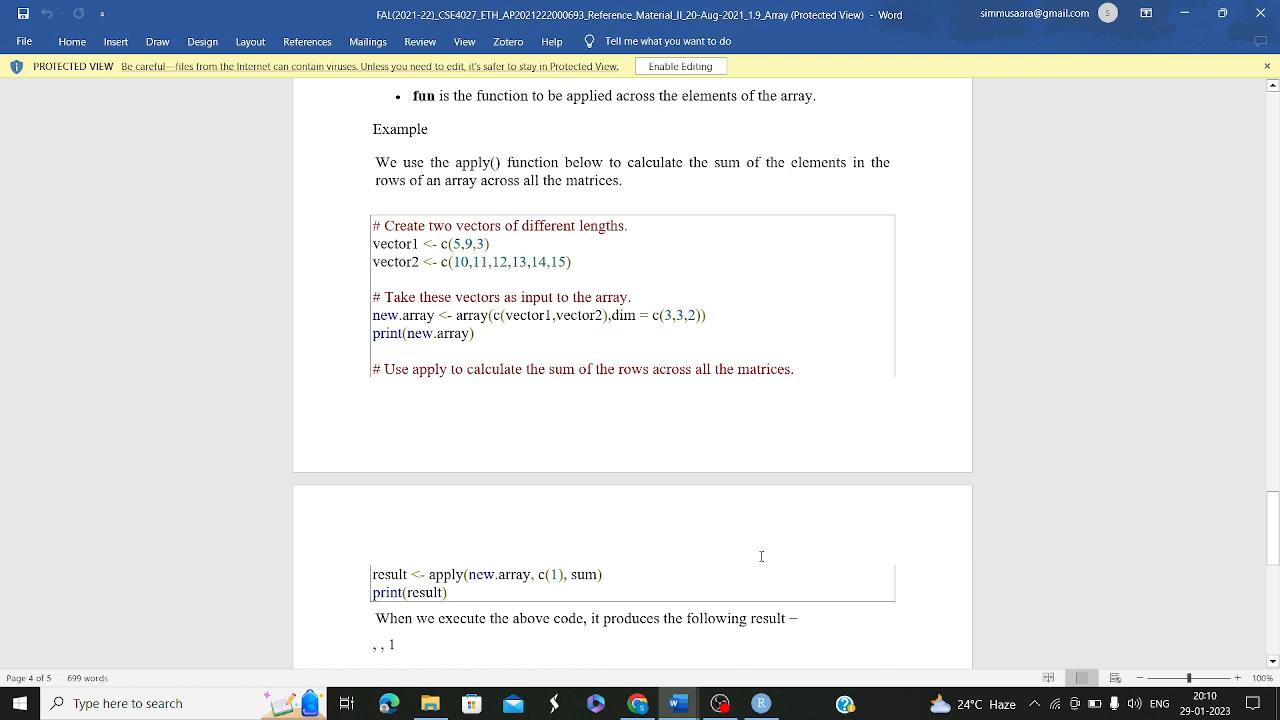 FAL(2021-22)_CSE4027_ETH_AP2021222000693_Reference_Material_II_20-Aug-2021_1.9_Array (Protected View) - Word
simmusaara@gmail.com
S
File Home Insert Draw Design Layout References Mailings Review View Zotero Help Tell me what you want to do
PROTECTED VIEW Be careful—files from the Internet can contain viruses. Unless you need to edit, it's safer to stay in Protected View. Enable Editing
• fun is the function to be applied across the elements of the array.
Example
We use the apply() function below to calculate the sum of the elements in the
rows of an array across all the matrices.
# Create two vectors of different lengths.
vector1 <- c(5,9,3)
vector2 <- c(10,11,12,13,14,15)
# Take these vectors as input to the array.
new.array <- array(c(vector1,vector2),dim = c(3,3,2))
print(new.array)
# Use apply to calculate the sum of the rows across all the matrices.
result <- apply(new.array, c(1), sum)
print(result)
When we execute the above code, it produces the following result −
, , 1
Page 4 of 5 699 words
100%
Type here to search
24°C Haze
ENG
20:10
29-01-2023